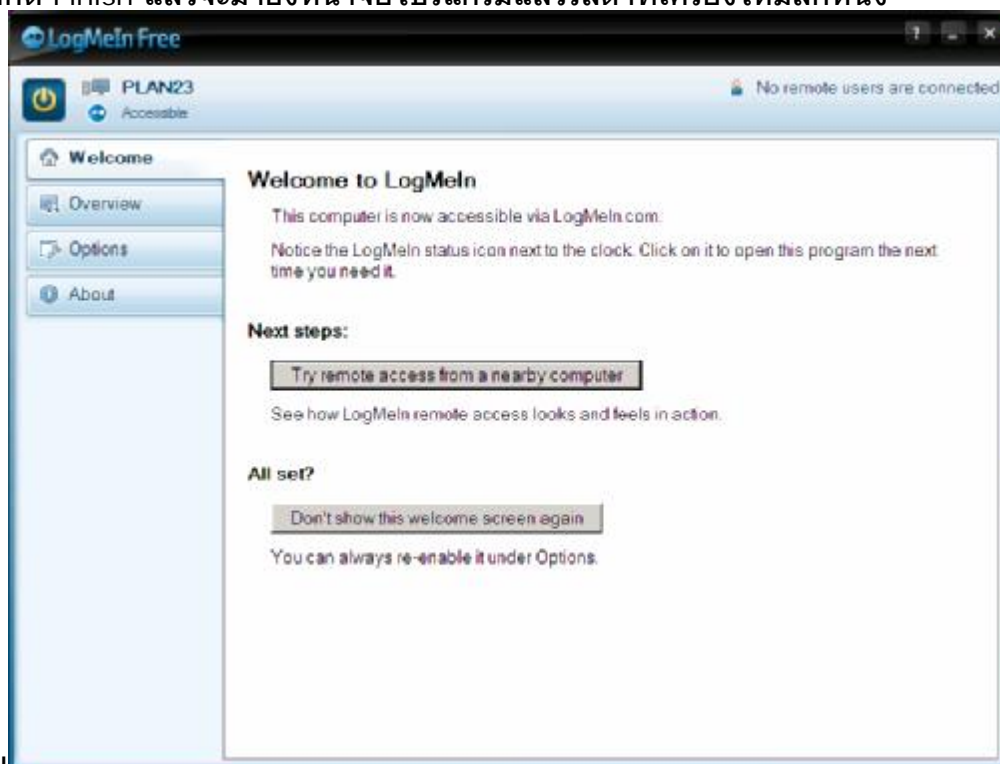 Finish
LogMeIn Free
PLAN23
No remote users are connected
Accessible
Welcome
Overview
Options
About
Welcome to LogMeIn
This computer is now accessible via LogMeIn.com.
Notice the LogMeIn status icon next to the clock. Click on it to open this program the next
time you need it.
Next steps:
Try remote access from a nearby computer
See how LogMeIn remote access looks and feels in action.
All set?
Don't show this welcome screen again
You can always re-enable it under Options.